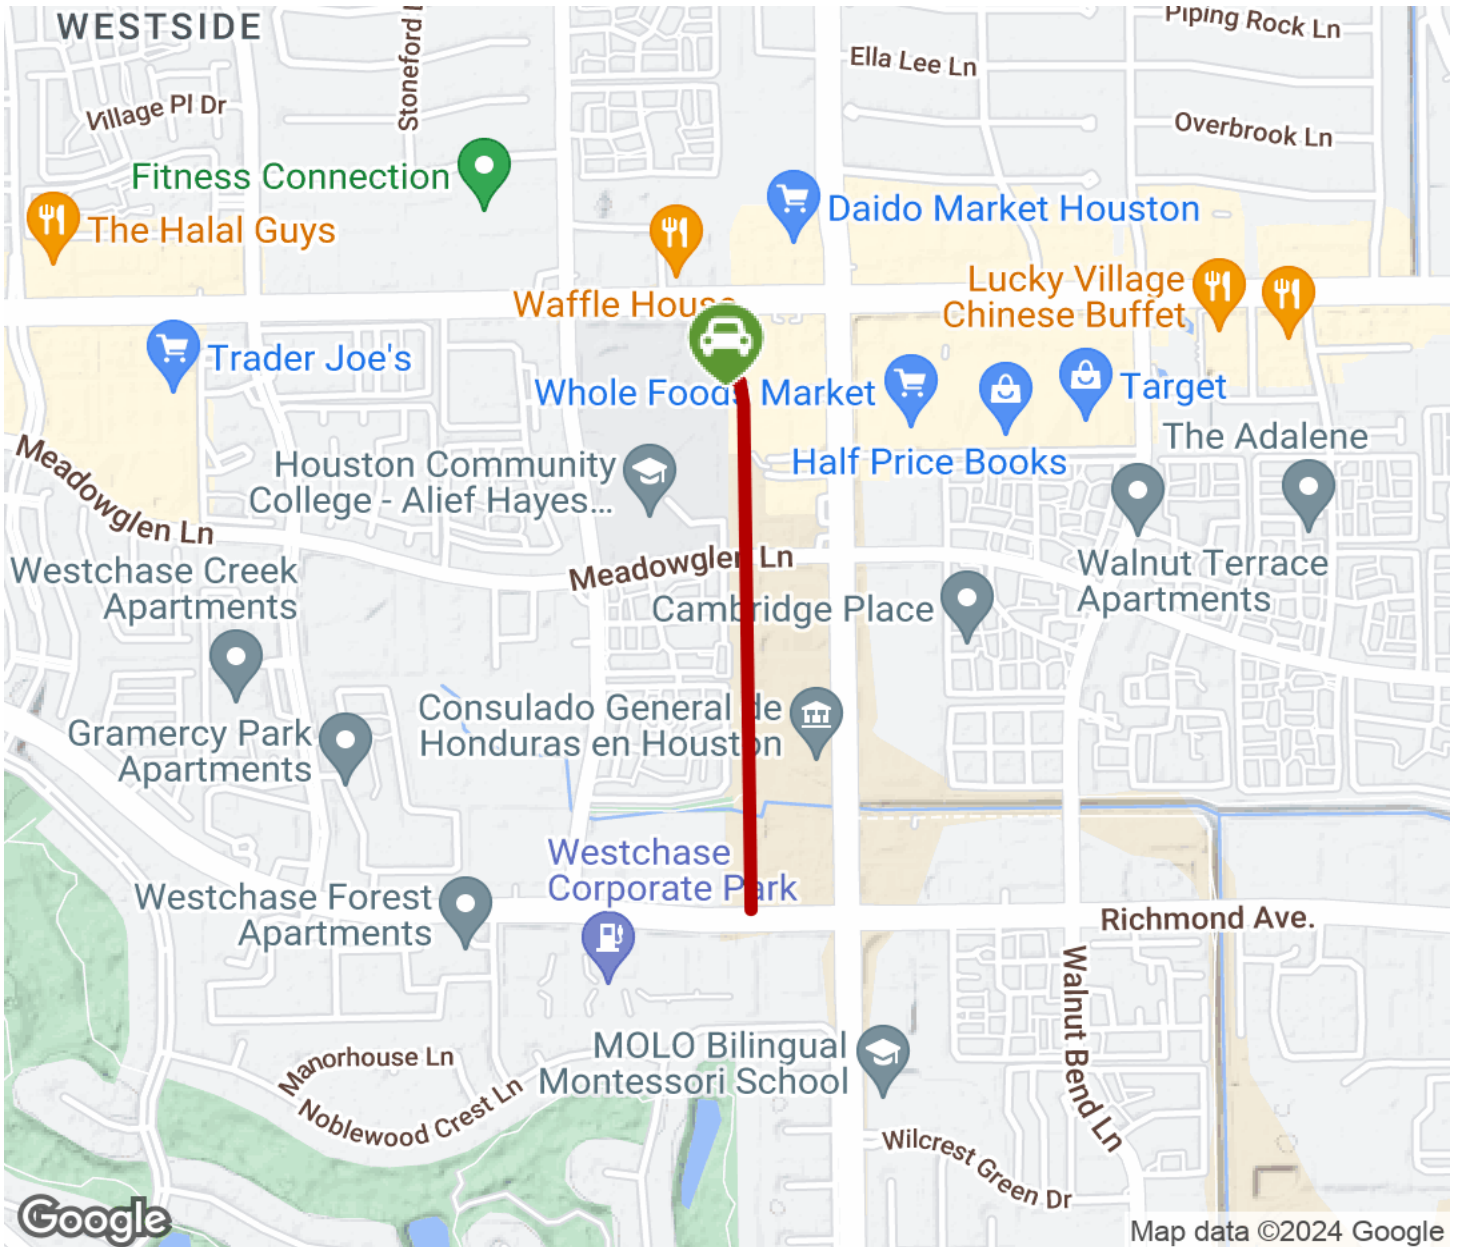 WESTSIDE
Piping Rock Ln
Ella Lee Ln
Stoneford
Village Pl Dr
Overbrook Ln
Fitness Connection
The Halal Guys
Daido Market Houston
Waffle House
Lucky Village
Chinese Buffet
Trader Joe's
Whole Foods Market
Target
Half Price Books
The Adalene
Meadowglen Ln
Houston Community
College - Alief Hayes...
Meadowglen Ln
Westchase Creek
Apartments
Walnut Terrace
Apartments
Cambridge Place
Consulado General de
Honduras en Houston
Gramercy Park
Apartments
Westchase
Corporate Park
Westchase Forest
Apartments
Richmond Ave.
Walnut Bend Ln
MOLO Bilingual
Montessori School
Manorhouse Ln
Noblewood Crest Ln
Wilcrest Green Dr
Google
Map data ©2024 Google